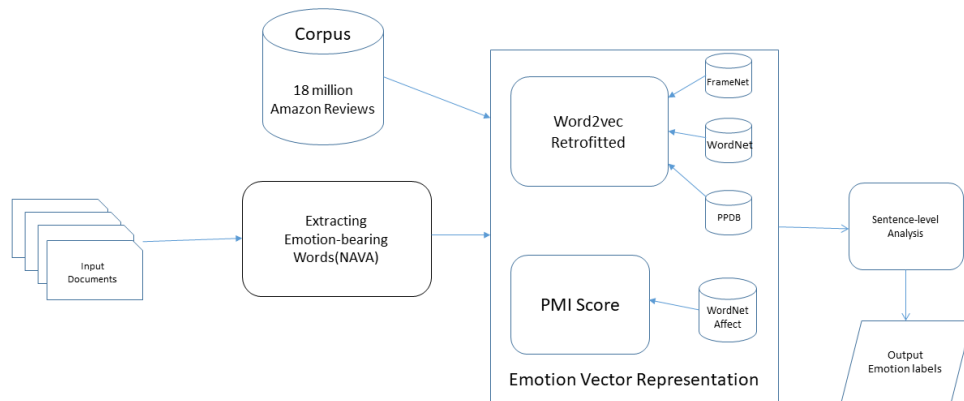 Corpus
18 million
Amazon Reviews
Input
Documents
Extracting
Emotion-bearing
Words(NAVA)
Word2vec
Retrofitted
FrameNet
WordNet
PPDB
PMI Score
WordNet
Affect
Emotion Vector Representation
Sentence-level
Analysis
Output
Emotion labels